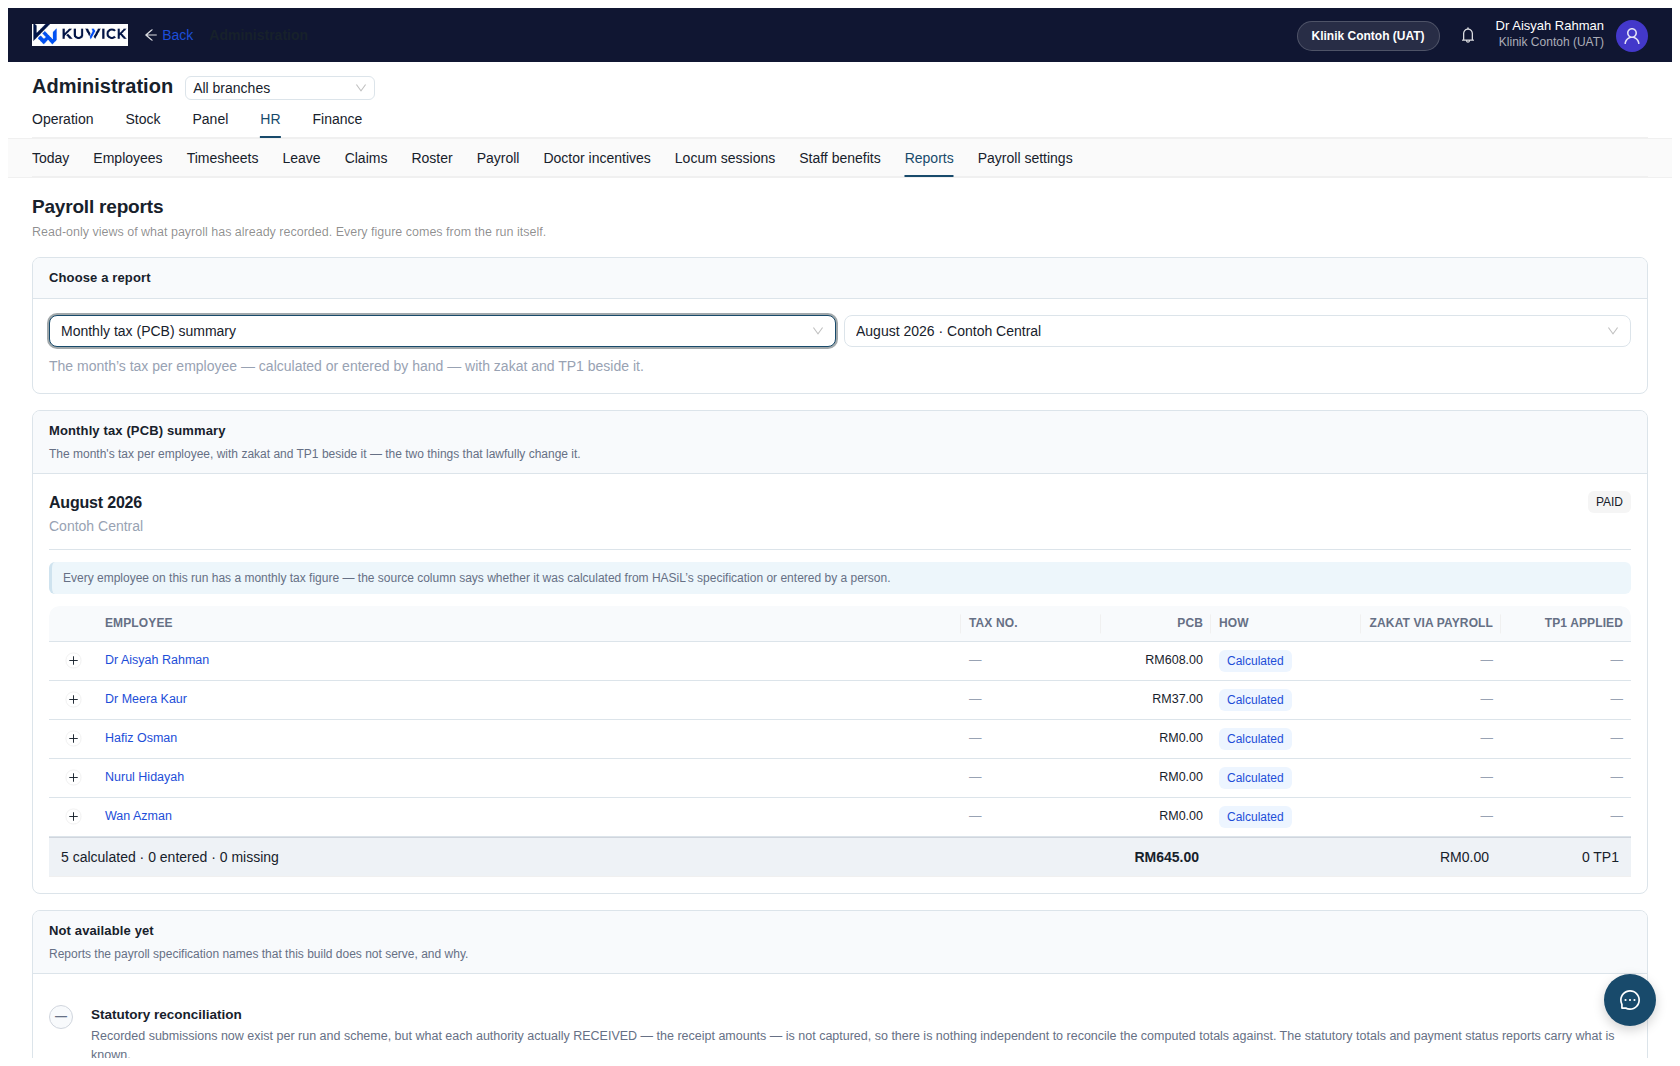 KUWICK
Back Administration
Klinik Contoh (UAT)
Dr Aisyah Rahman
Klinik Contoh (UAT)
Administration
All branches
Operation Stock Panel HR Finance
Today Employees Timesheets Leave Claims Roster Payroll Doctor incentives Locum sessions Staff benefits Reports Payroll settings
Payroll reports
Read-only views of what payroll has already recorded. Every figure comes from the run itself.
Choose a report
Monthly tax (PCB) summary
August 2026 · Contoh Central
The month's tax per employee — calculated or entered by hand — with zakat and TP1 beside it.
Monthly tax (PCB) summary
The month's tax per employee, with zakat and TP1 beside it — the two things that lawfully change it.
August 2026
PAID
Contoh Central
Every employee on this run has a monthly tax figure — the source column says whether it was calculated from HASiL's specification or entered by a person.
EMPLOYEE TAX NO. PCB HOW ZAKAT VIA PAYROLL TP1 APPLIED
Dr Aisyah Rahman — RM608.00 Calculated — —
Dr Meera Kaur — RM37.00 Calculated — —
Hafiz Osman — RM0.00 Calculated — —
Nurul Hidayah — RM0.00 Calculated — —
Wan Azman — RM0.00 Calculated — —
5 calculated · 0 entered · 0 missing RM645.00 RM0.00 0 TP1
Not available yet
Reports the payroll specification names that this build does not serve, and why.
Statutory reconciliation
Recorded submissions now exist per run and scheme, but what each authority actually RECEIVED — the receipt amounts — is not captured, so there is nothing independent to reconcile the computed totals against. The statutory totals and payment status reports carry what is
known.